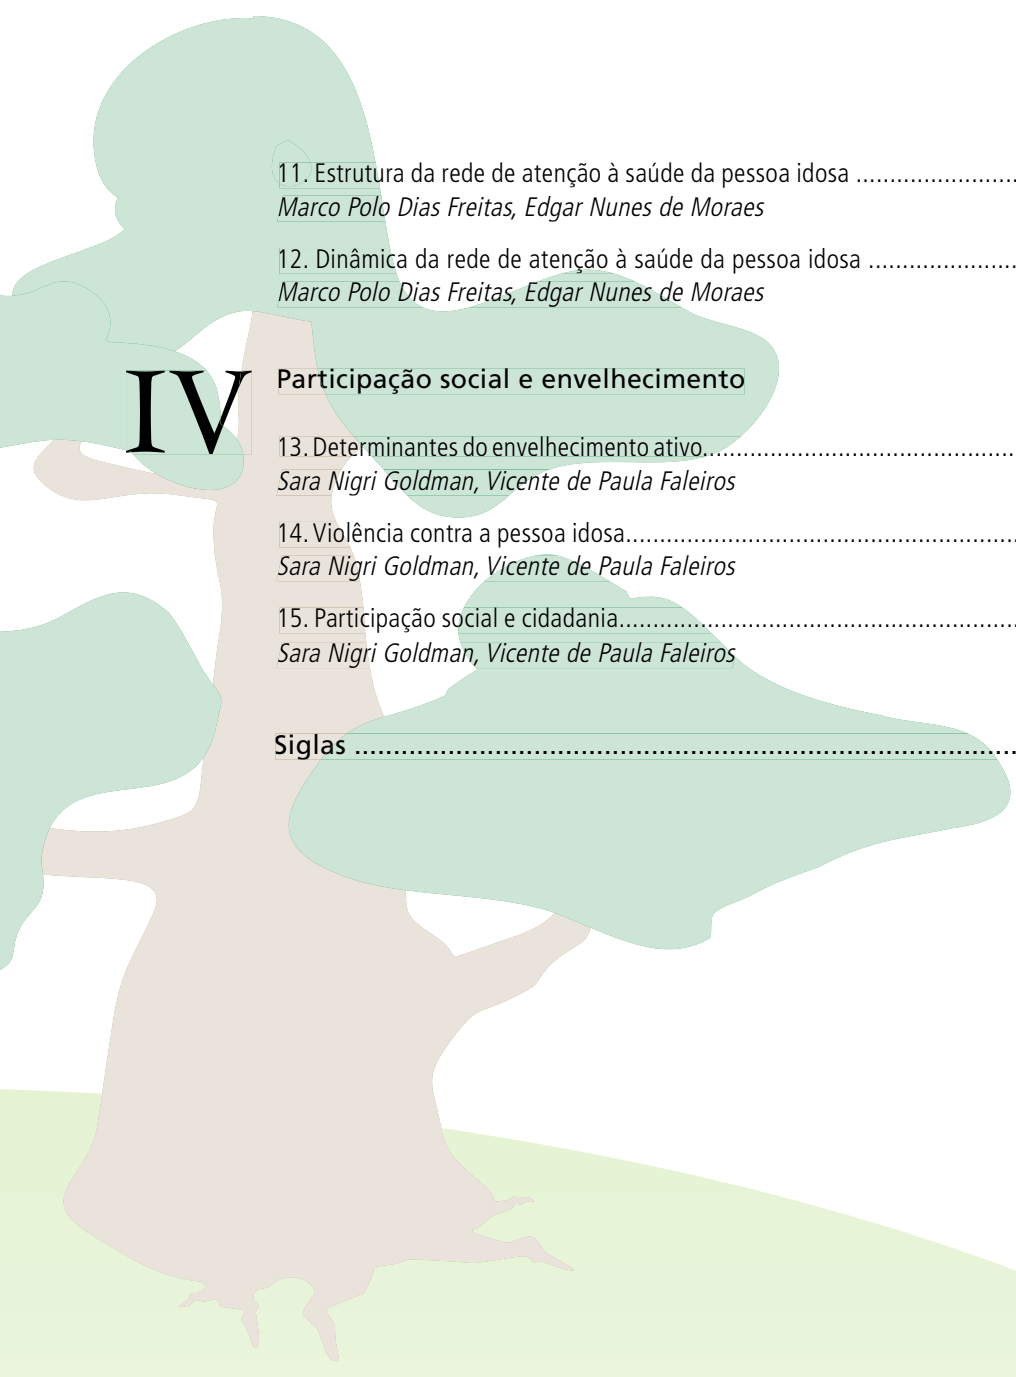 11. Estrutura da rede de atenção à saúde da pessoa idosa ........................
Marco Polo Dias Freitas, Edgar Nunes de Moraes
12. Dinâmica da rede de atenção à saúde da pessoa idosa ......................
Marco Polo Dias Freitas, Edgar Nunes de Moraes
IV Participação social e envelhecimento
13. Determinantes do envelhecimento ativo..............................................
Sara Nigri Goldman, Vicente de Paula Faleiros
14. Violência contra a pessoa idosa..........................................................
Sara Nigri Goldman, Vicente de Paula Faleiros
15. Participação social e cidadania...........................................................
Sara Nigri Goldman, Vicente de Paula Faleiros
Siglas ....................................................................................